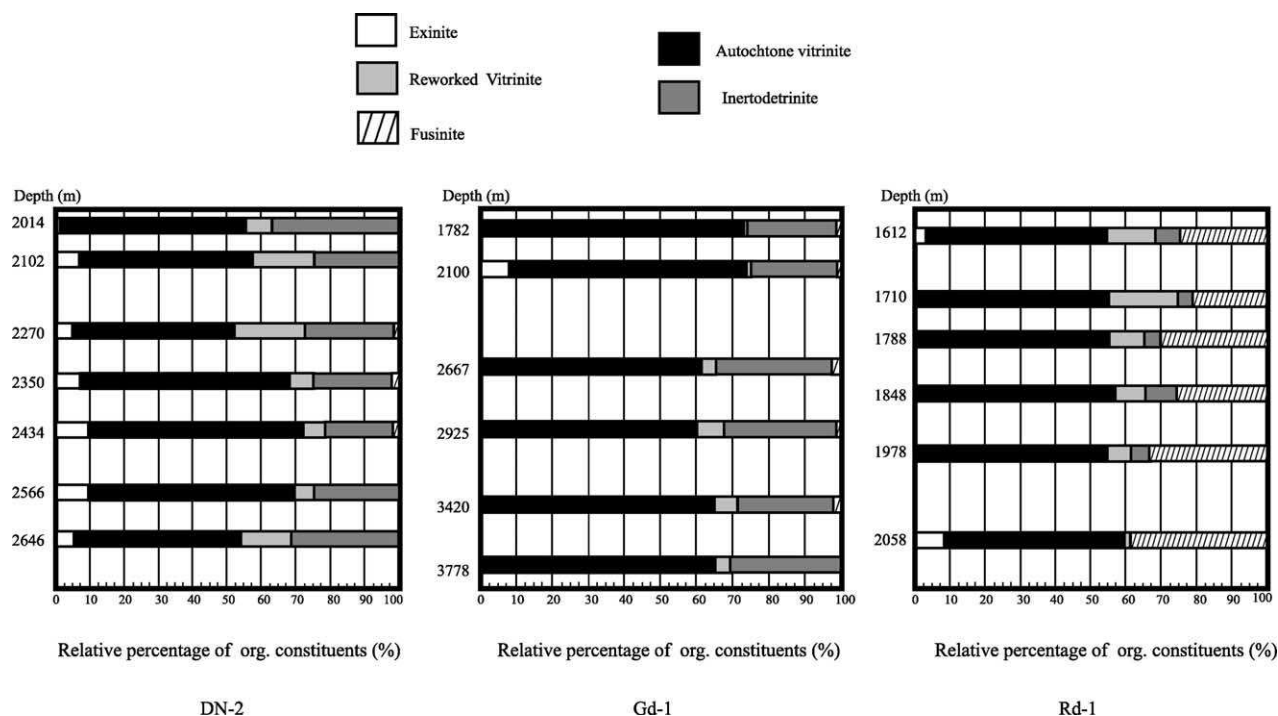 Exinite
Autochtone vitrinite
Reworked Vitrinite
Inertodetrinite
Fusinite
Depth (m)
2014
2102
2270
2350
2434
2566
2646
0 10 20 30 40 50 60 70 80 90 100
Relative percentage of org. constituents (%)
DN-2
Depth (m)
1782
2100
2667
2925
3420
3778
0 10 20 30 40 50 60 70 80 90 100
Relative percentage of org. constituents (%)
Gd-1
Depth (m)
1612
1710
1788
1848
1978
2058
0 10 20 30 40 50 60 70 80 90 100
Relative percentage of org. constituents (%)
Rd-1